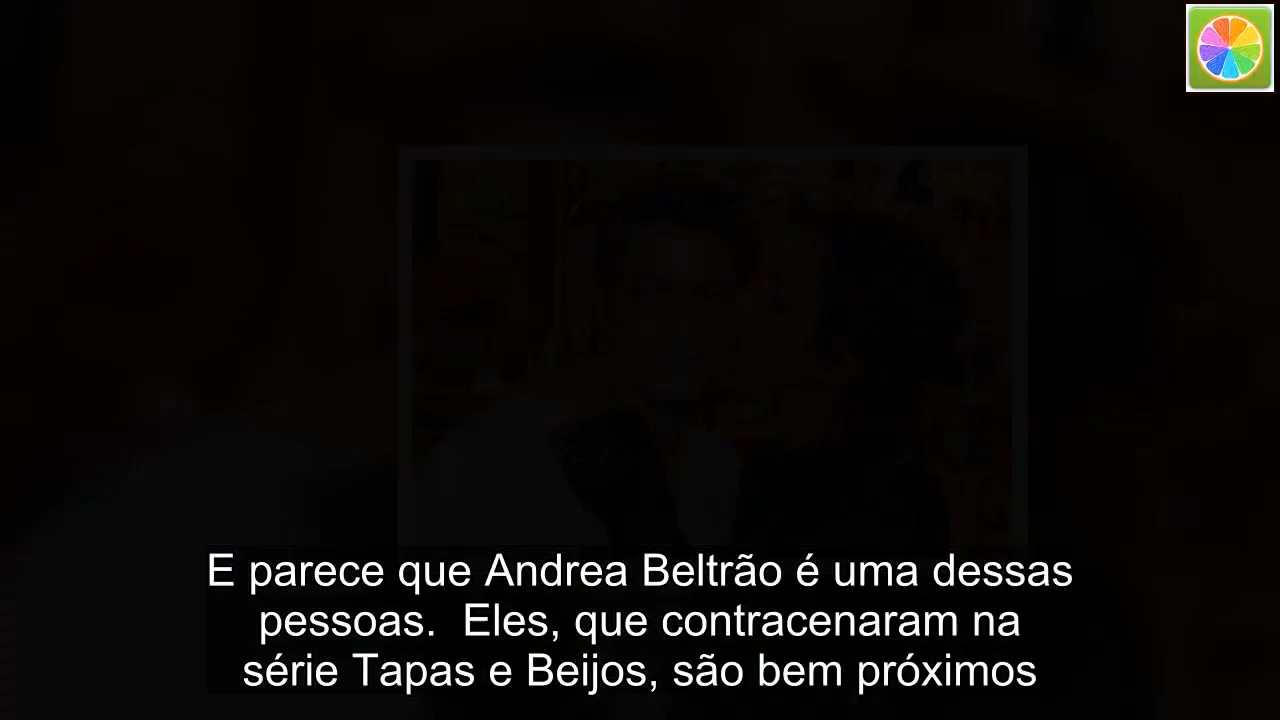 E parece que Andrea Beltrão é uma dessas
pessoas.  Eles, que contracenaram na
série Tapas e Beijos, são bem próximos